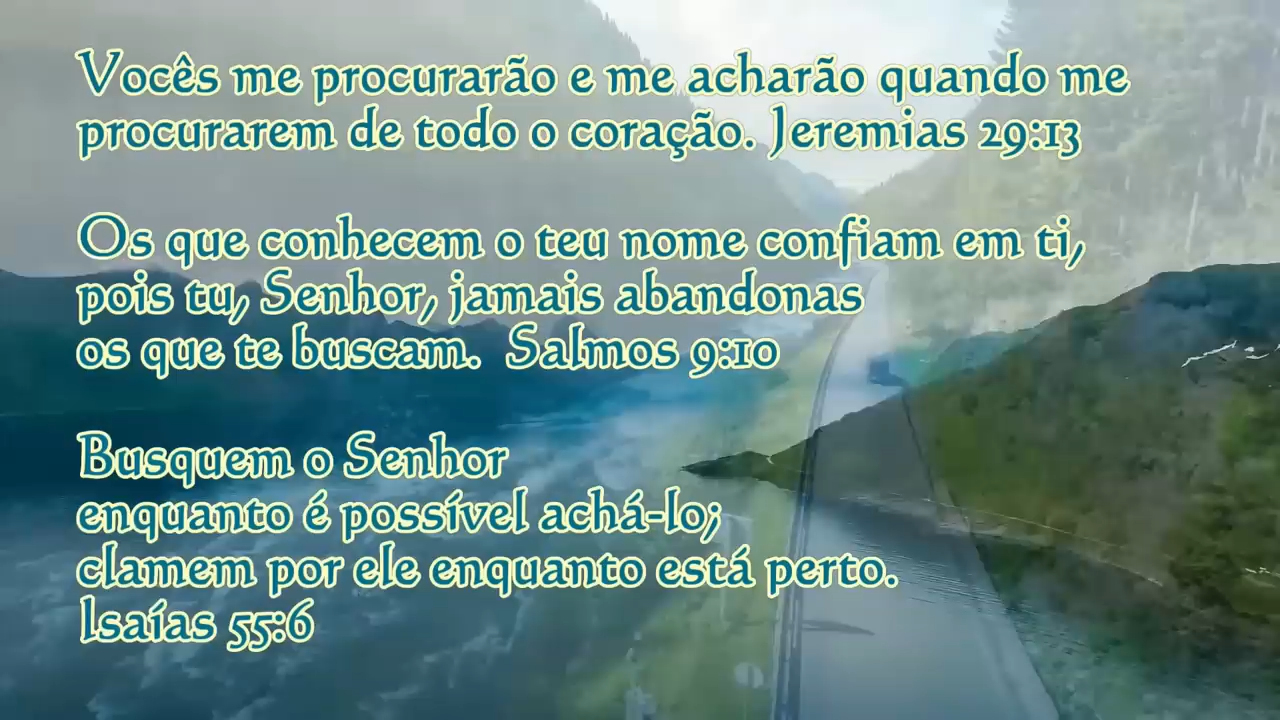 Vocês me procurarão e me acharão quando me
procurarem de todo o coração. Jeremias 29:13
Os que conhecem o teu nome confiam em ti,
pois tu, Senhor, jamais abandonas
os que te buscam. Salmos 9:10
Busquem o Senhor
enquanto é possível achá-lo;
clamem por ele enquanto está perto.
Isaías 55:6